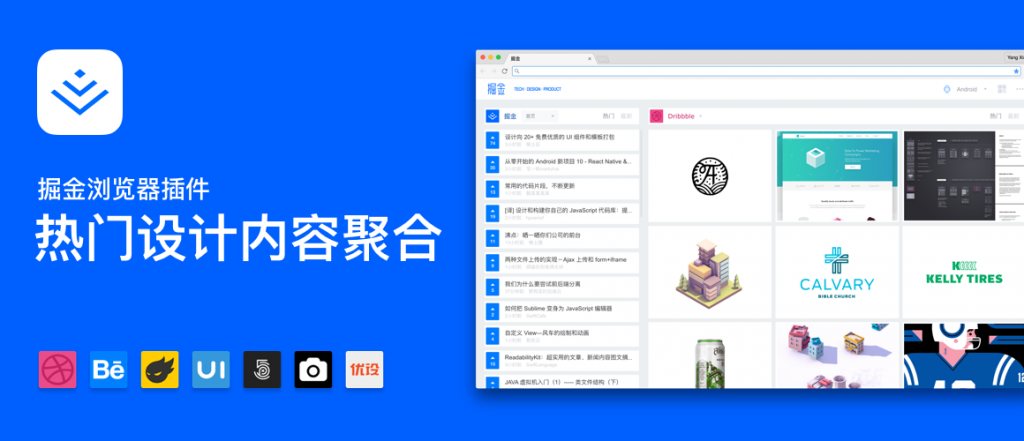 掘金浏览器插件
热门设计内容聚合
Bē
UI
优设
掘金
Yang Xi
掘金
TECH · DESIGN · PRODUCT
Android
掘金
首页
热门
最新
Dribbble
热门
最新
设计向 20+ 免费优质的 UI 组件和模板打包
从零开始的 Android 新项目 10 - React Native &...
常用的代码片段，不断更新
[译] 设计和构建你自己的 JavaScript 代码库：提...
沸点：晒一晒你们公司的前台
两种文件上传的实现－Ajax 上传和 form+iframe
我们为什么要尝试前后端分离
如何把 Sublime 变身为 JavaScript 编辑器
自定义 View—风车的绘制和动画
ReadabilityKit：超实用的文章、新闻内容图文摘...
JAVA 虚拟机入门（1）—— 类文件结构（下）
CALVARY
BIBLE CHURCH
KELLY TIRES